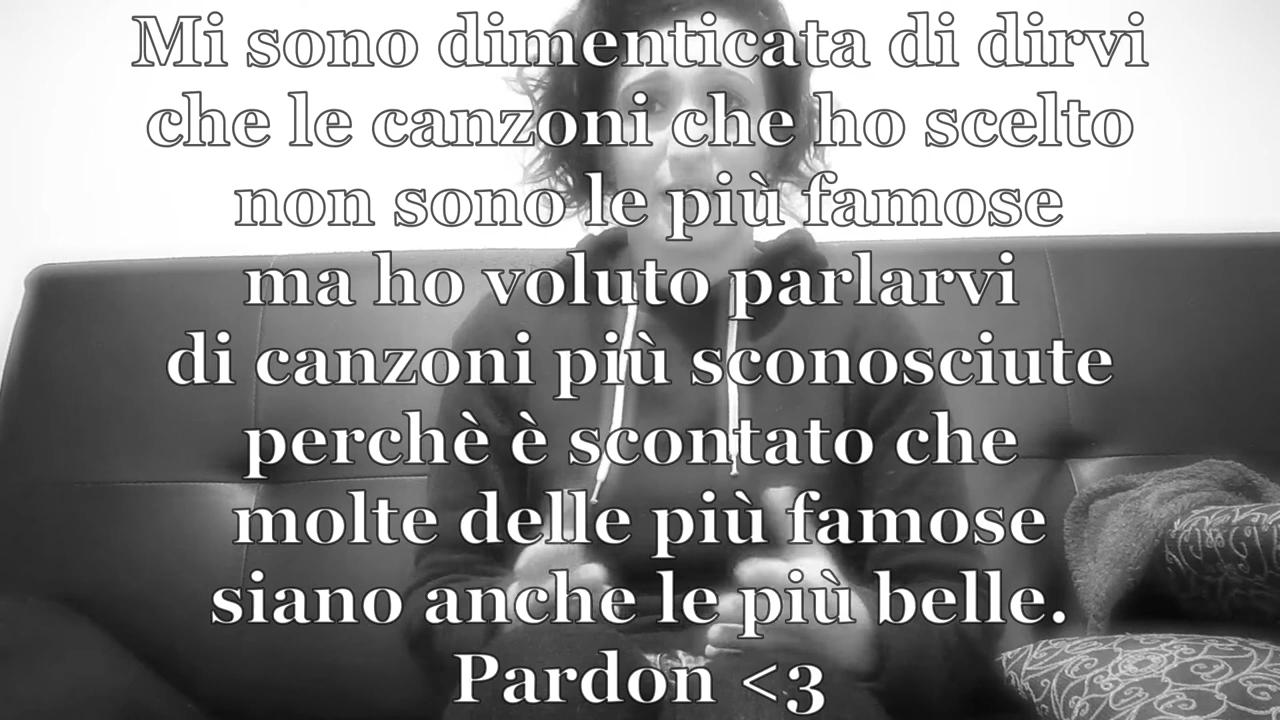 Mi sono dimenticata di dirvi
che le canzoni che ho scelto
non sono le più famose
ma ho voluto parlarvi
di canzoni più sconosciute
perchè è scontato che
molte delle più famose
siano anche le più belle.
Pardon <3